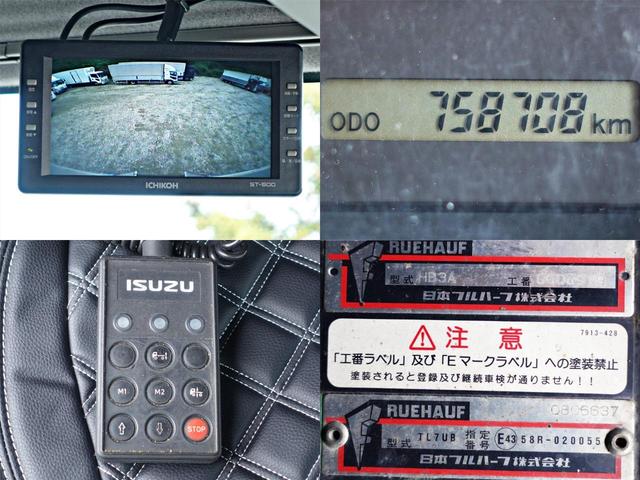 ICHIKOH
ST-500
ODO 758708 km
ISUZU
M1 M2
STOP
RUEHAUF
型式 HB3A 工番
日本フルハーフ株式会社
7913-428
注意
「工番ラベル」及び「Eマークラベル」への塗装禁止
塗装されると登録及び継続車検が通りません!!
RUEHAUF
0806637
型式 TL7UB 指定番号 E43 58R-020055
日本フルハーフ株式会社